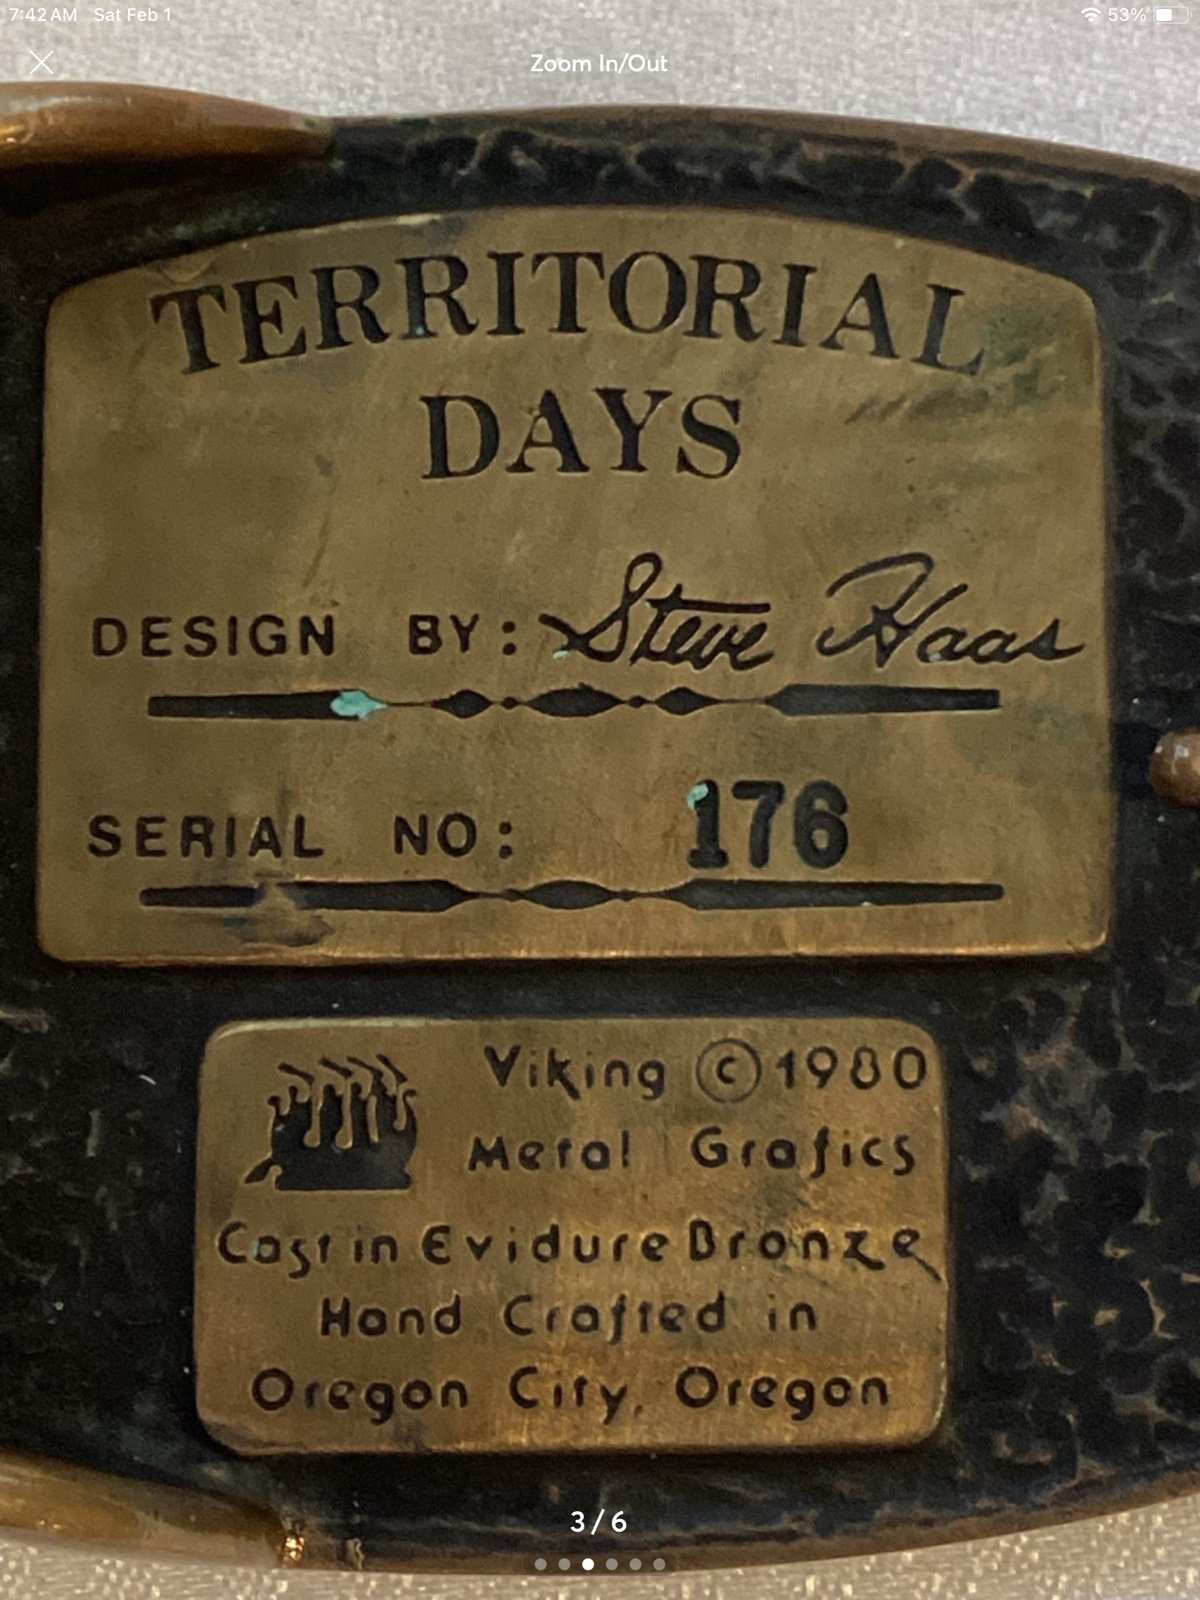 7:42 AM Sat Feb 1
53%
Zoom In/Out
TERRITORIAL
DAYS
DESIGN BY: Steve Haas
SERIAL NO: 176
Viking © 1980
Metal Grafics
Cast in Evidure Bronze
Hand Crafted in
Oregon City, Oregon
3/6